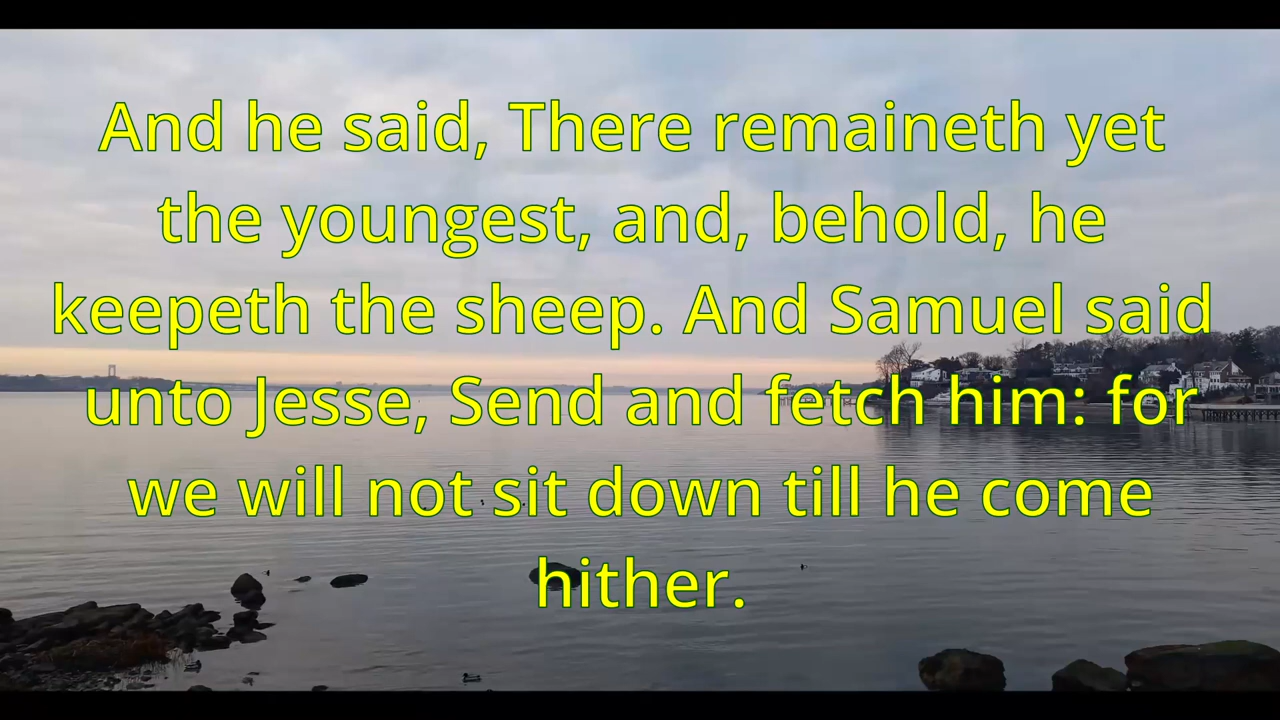 And he said, There remaineth yet
the youngest, and, behold, he
keepeth the sheep. And Samuel said
unto Jesse, Send and fetch him: for
we will not sit down till he come
hither.